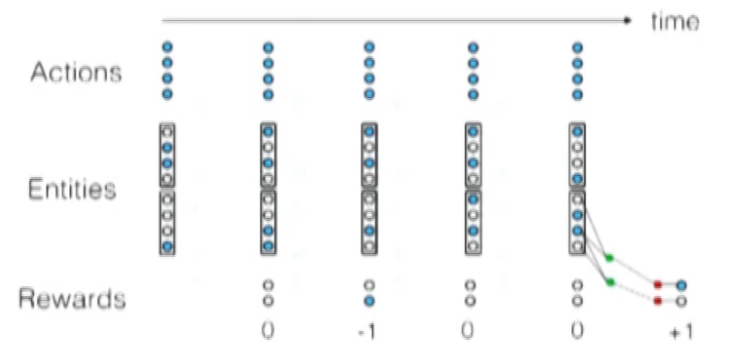 time
Actions
Entities
Rewards
0 -1 0 0 +1